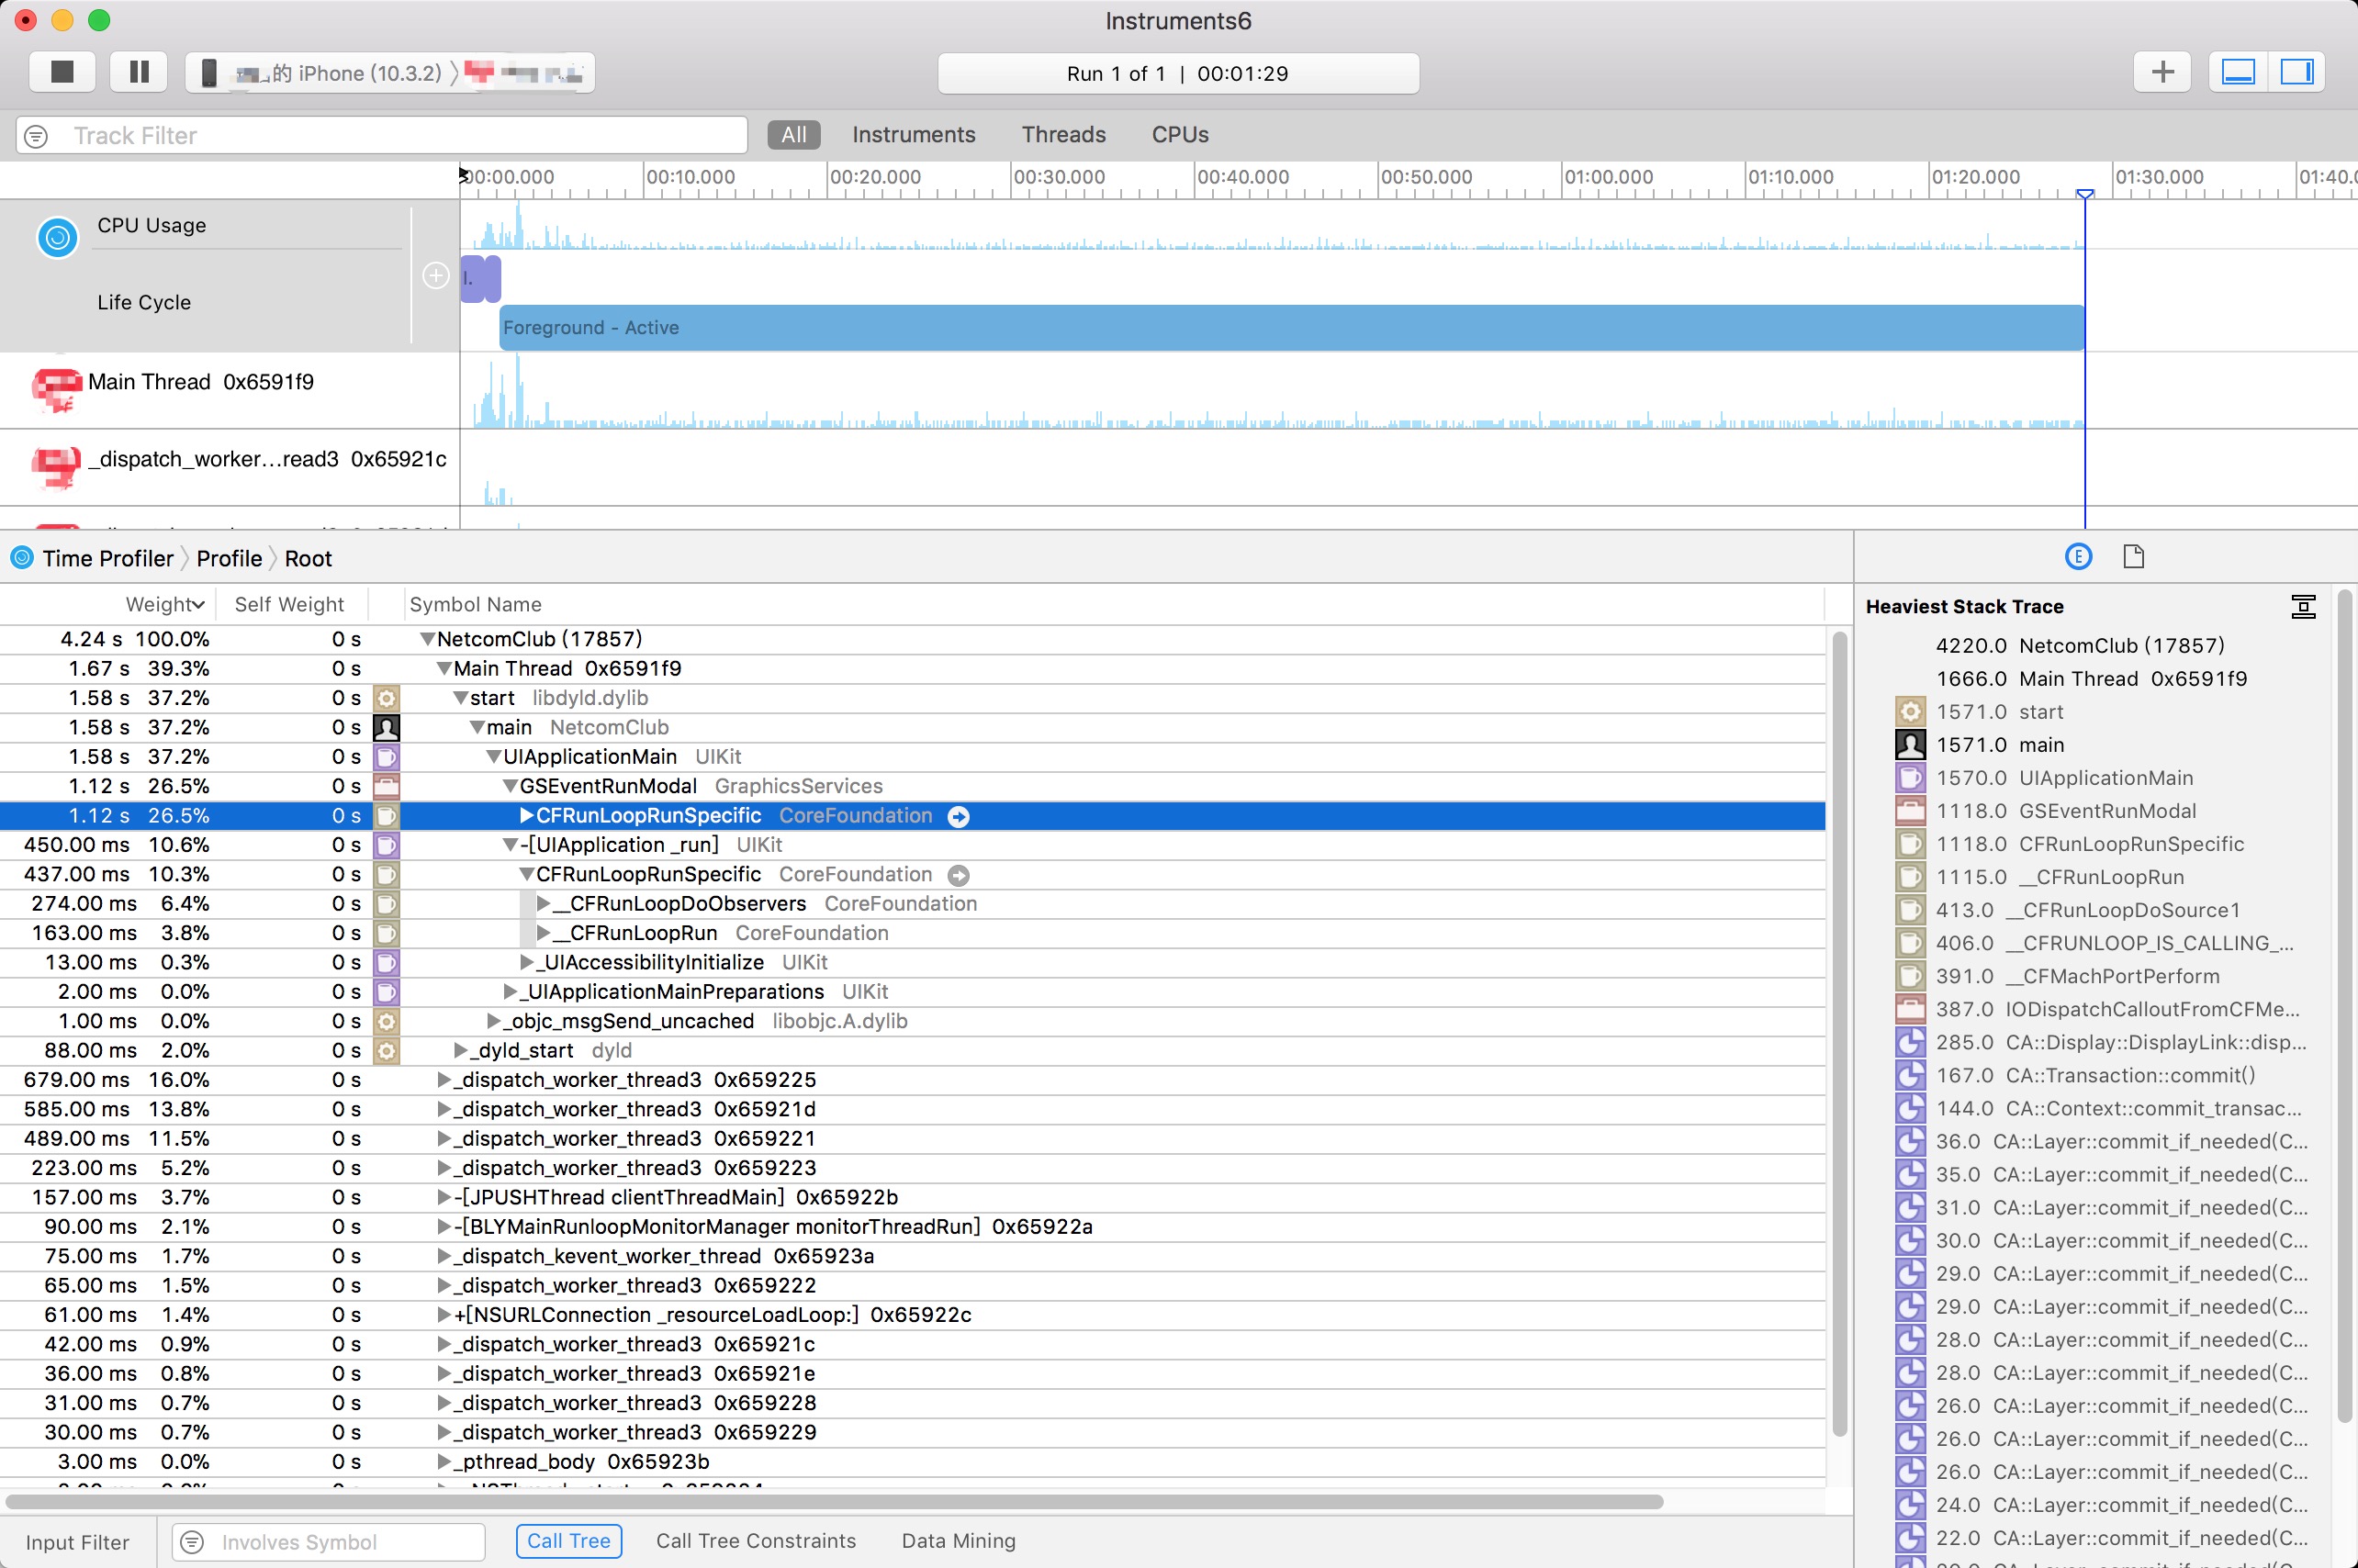 Instruments6
的 iPhone (10.3.2)
Run 1 of 1 | 00:01:29
Track Filter
All Instruments Threads CPUs
00:00.000 00:10.000 00:20.000 00:30.000 00:40.000 00:50.000 01:00.000 01:10.000 01:20.000 01:30.000 01:40.0
CPU Usage
I.
Life Cycle
Foreground - Active
Main Thread 0x6591f9
_dispatch_worker...read3 0x65921c
Time Profiler Profile Root
Weight Self Weight Symbol Name
4.24 s 100.0% 0 s NetcomClub (17857)
1.67 s 39.3% 0 s Main Thread 0x6591f9
1.58 s 37.2% 0 s start libdyld.dylib
1.58 s 37.2% 0 s main NetcomClub
1.58 s 37.2% 0 s UIApplicationMain UIKit
1.12 s 26.5% 0 s GSEventRunModal GraphicsServices
1.12 s 26.5% 0 s CFRunLoopRunSpecific CoreFoundation
450.00 ms 10.6% 0 s -[UIApplication _run] UIKit
437.00 ms 10.3% 0 s CFRunLoopRunSpecific CoreFoundation
274.00 ms 6.4% 0 s __CFRunLoopDoObservers CoreFoundation
163.00 ms 3.8% 0 s __CFRunLoopRun CoreFoundation
13.00 ms 0.3% 0 s _UIAccessibilityInitialize UIKit
2.00 ms 0.0% 0 s _UIApplicationMainPreparations UIKit
1.00 ms 0.0% 0 s _objc_msgSend_uncached libobjc.A.dylib
88.00 ms 2.0% 0 s _dyld_start dyld
679.00 ms 16.0% 0 s _dispatch_worker_thread3 0x659225
585.00 ms 13.8% 0 s _dispatch_worker_thread3 0x65921d
489.00 ms 11.5% 0 s _dispatch_worker_thread3 0x659221
223.00 ms 5.2% 0 s _dispatch_worker_thread3 0x659223
157.00 ms 3.7% 0 s -[JPUSHThread clientThreadMain] 0x65922b
90.00 ms 2.1% 0 s -[BLYMainRunloopMonitorManager monitorThreadRun] 0x65922a
75.00 ms 1.7% 0 s _dispatch_kevent_worker_thread 0x65923a
65.00 ms 1.5% 0 s _dispatch_worker_thread3 0x659222
61.00 ms 1.4% 0 s +[NSURLConnection _resourceLoadLoop:] 0x65922c
42.00 ms 0.9% 0 s _dispatch_worker_thread3 0x65921c
36.00 ms 0.8% 0 s _dispatch_worker_thread3 0x65921e
31.00 ms 0.7% 0 s _dispatch_worker_thread3 0x659228
30.00 ms 0.7% 0 s _dispatch_worker_thread3 0x659229
3.00 ms 0.0% 0 s _pthread_body 0x65923b
Input Filter Involves Symbol Call Tree Call Tree Constraints Data Mining
E
Heaviest Stack Trace
4220.0 NetcomClub (17857)
1666.0 Main Thread 0x6591f9
1571.0 start
1571.0 main
1570.0 UIApplicationMain
1118.0 GSEventRunModal
1118.0 CFRunLoopRunSpecific
1115.0 __CFRunLoopRun
413.0 __CFRunLoopDoSource1
406.0 __CFRUNLOOP_IS_CALLING_...
391.0 __CFMachPortPerform
387.0 IODispatchCalloutFromCFMe...
285.0 CA::Display::DisplayLink::disp...
167.0 CA::Transaction::commit()
144.0 CA::Context::commit_transac...
36.0 CA::Layer::commit_if_needed(C...
35.0 CA::Layer::commit_if_needed(C...
31.0 CA::Layer::commit_if_needed(C...
30.0 CA::Layer::commit_if_needed(C...
29.0 CA::Layer::commit_if_needed(C...
29.0 CA::Layer::commit_if_needed(C...
28.0 CA::Layer::commit_if_needed(C...
28.0 CA::Layer::commit_if_needed(C...
26.0 CA::Layer::commit_if_needed(C...
26.0 CA::Layer::commit_if_needed(C...
26.0 CA::Layer::commit_if_needed(C...
24.0 CA::Layer::commit_if_needed(C...
22.0 CA::Layer::commit_if_needed(C...